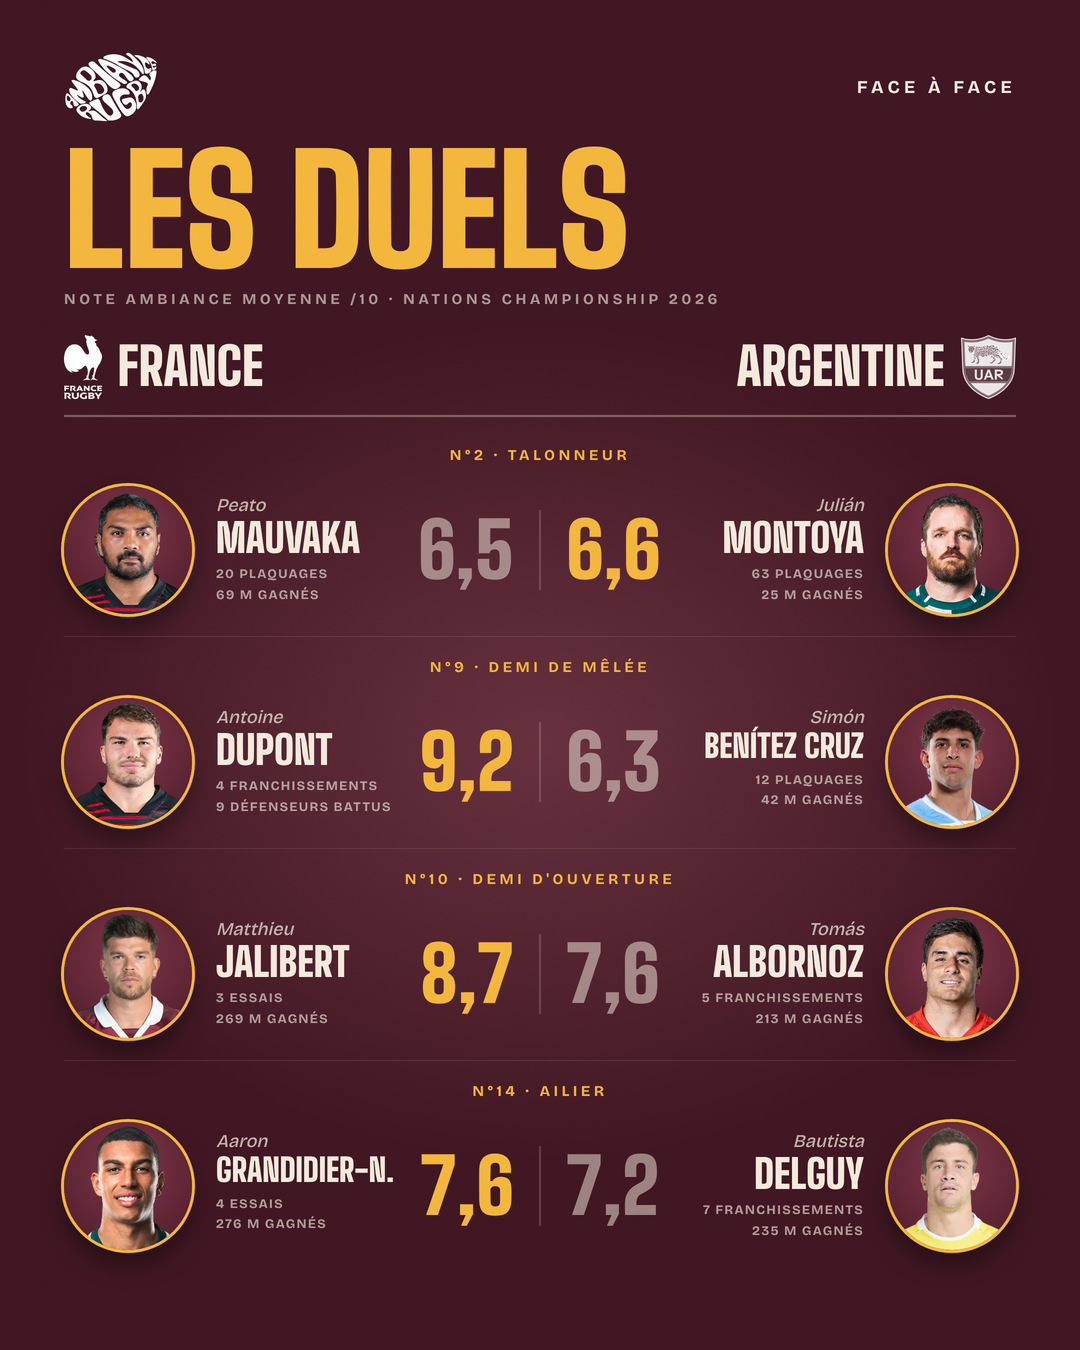 AMBIANCE RUGBY
FACE À FACE
LES DUELS
NOTE AMBIANCE MOYENNE /10 · NATIONS CHAMPIONSHIP 2026
FRANCE RUGBY
FRANCE
ARGENTINE
UAR
N°2 · TALONNEUR
Peato
MAUVAKA
20 PLAQUAGES
69 M GAGNÉS
6,5
6,6
Julián
MONTOYA
63 PLAQUAGES
25 M GAGNÉS
N°9 · DEMI DE MÊLÉE
Antoine
DUPONT
4 FRANCHISSEMENTS
9 DÉFENSEURS BATTUS
9,2
6,3
Simón
BENÍTEZ CRUZ
12 PLAQUAGES
42 M GAGNÉS
N°10 · DEMI D'OUVERTURE
Matthieu
JALIBERT
3 ESSAIS
269 M GAGNÉS
8,7
7,6
Tomás
ALBORNOZ
5 FRANCHISSEMENTS
213 M GAGNÉS
N°14 · AILIER
Aaron
GRANDIDIER-N.
4 ESSAIS
276 M GAGNÉS
7,6
7,2
Bautista
DELGUY
7 FRANCHISSEMENTS
235 M GAGNÉS